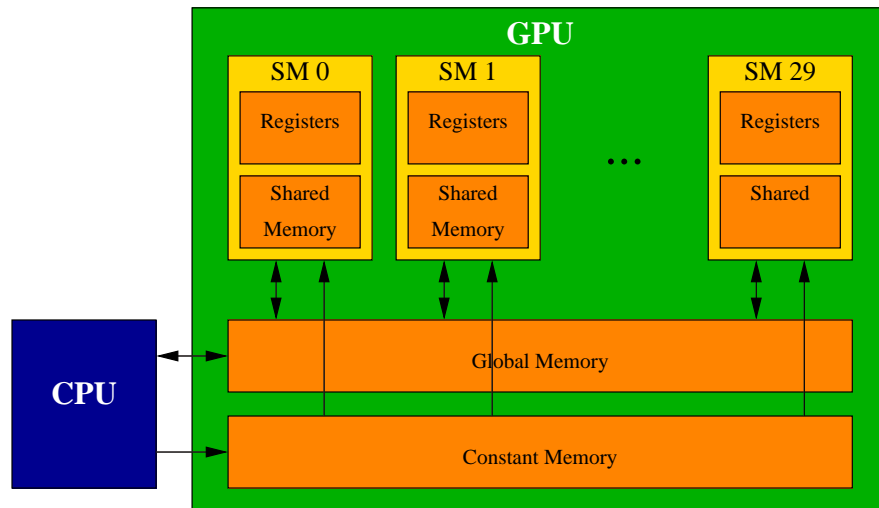 GPU
SM 0
Registers
Shared
Memory
SM 1
Registers
Shared
Memory
...
SM 29
Registers
Shared
Global Memory
CPU
Constant Memory